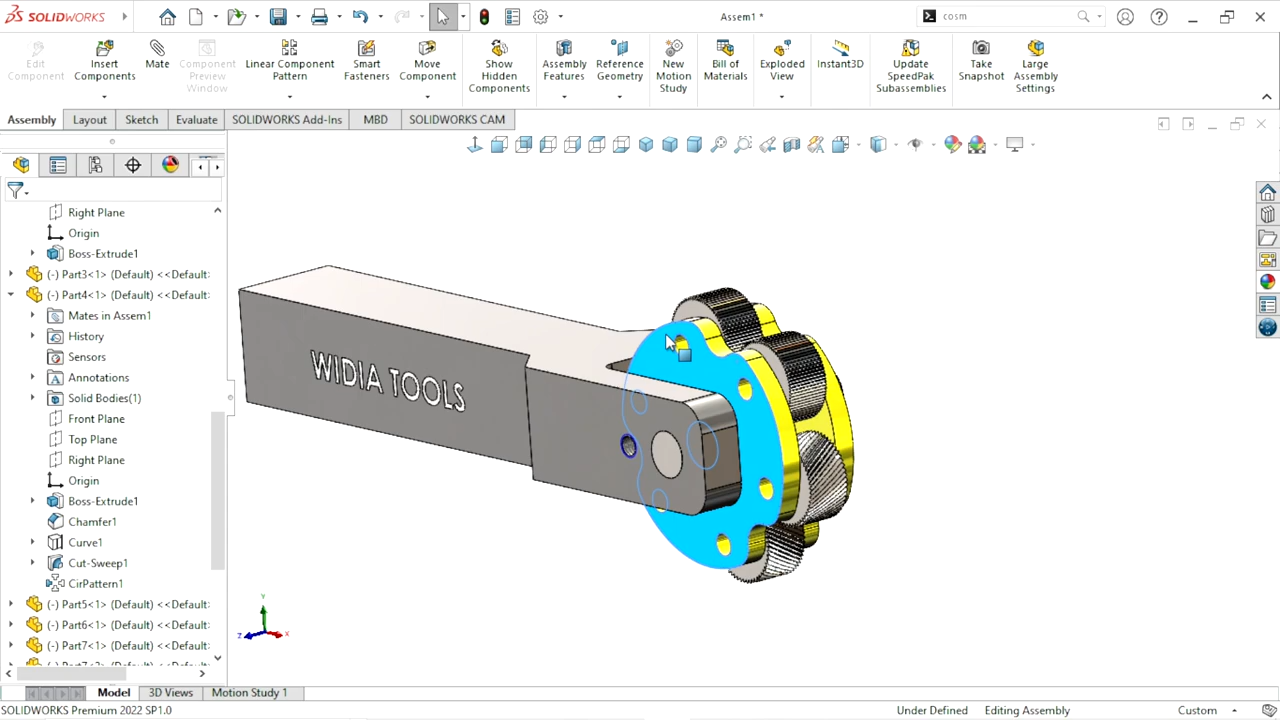 SOLIDWORKS
Assem1 *
cosm
Edit Component
Insert Components
Mate
Component Preview Window
Linear Component Pattern
Smart Fasteners
Move Component
Show Hidden Components
Assembly Features
Reference Geometry
New Motion Study
Bill of Materials
Exploded View
Instant3D
Update SpeedPak Subassemblies
Take Snapshot
Large Assembly Settings
Assembly
Layout
Sketch
Evaluate
SOLIDWORKS Add-Ins
MBD
SOLIDWORKS CAM
Right Plane
Origin
Boss-Extrude1
(-) Part3<1> (Default) <<Default:
(-) Part4<1> (Default) <<Default:
Mates in Assem1
History
Sensors
Annotations
Solid Bodies(1)
Front Plane
Top Plane
Right Plane
Origin
Boss-Extrude1
Chamfer1
Curve1
Cut-Sweep1
CirPattern1
(-) Part5<1> (Default) <<Default:
(-) Part6<1> (Default) <<Default:
(-) Part7<1> (Default) <<Default:
WIDIA TOOLS
Y
Z
X
Model
3D Views
Motion Study 1
SOLIDWORKS Premium 2022 SP1.0
Under Defined
Editing Assembly
Custom